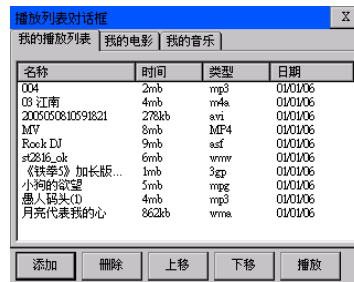 播放列表对话框 X
我的播放列表 我的电影 我的音乐
名称 时间 类型 日期
004 2mb mp3 01/01/06
03 江南 4mb m4a 01/01/06
2005050810591821 278kb avi 01/01/06
MV 8mb MP4 01/01/06
Rock DJ 9mb asf 01/01/06
st2816_ok 6mb wmv 01/01/06
《铁拳5》加长版... 1mb 3gp 01/01/06
小狗的欲望 5mb mpg 01/01/06
愚人码头(1) 4mb mp3 01/01/06
月亮代表我的心 862kb wma 01/01/06
添加 删除 上移 下移 播放